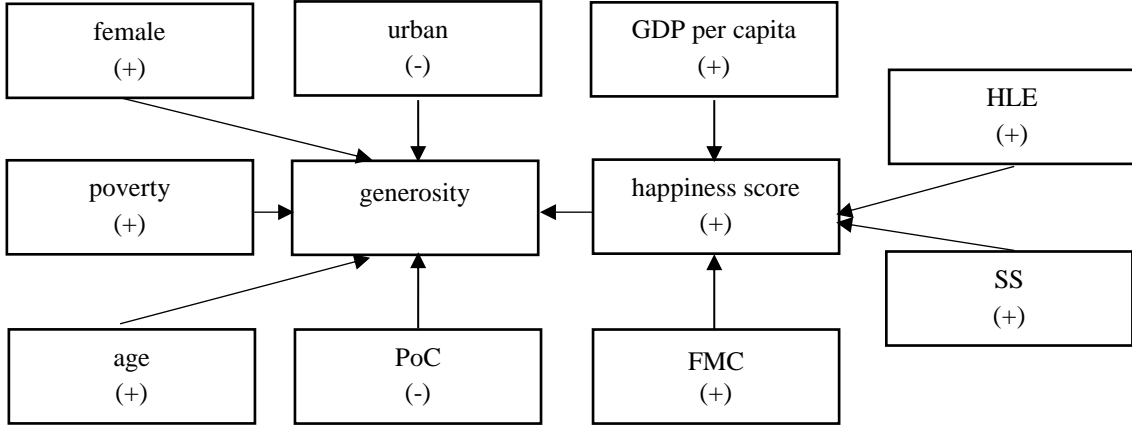 female
(+)
urban
(-)
GDP per capita
(+)
HLE
(+)
poverty
(+)
generosity
happiness score
(+)
SS
(+)
age
(+)
PoC
(-)
FMC
(+)